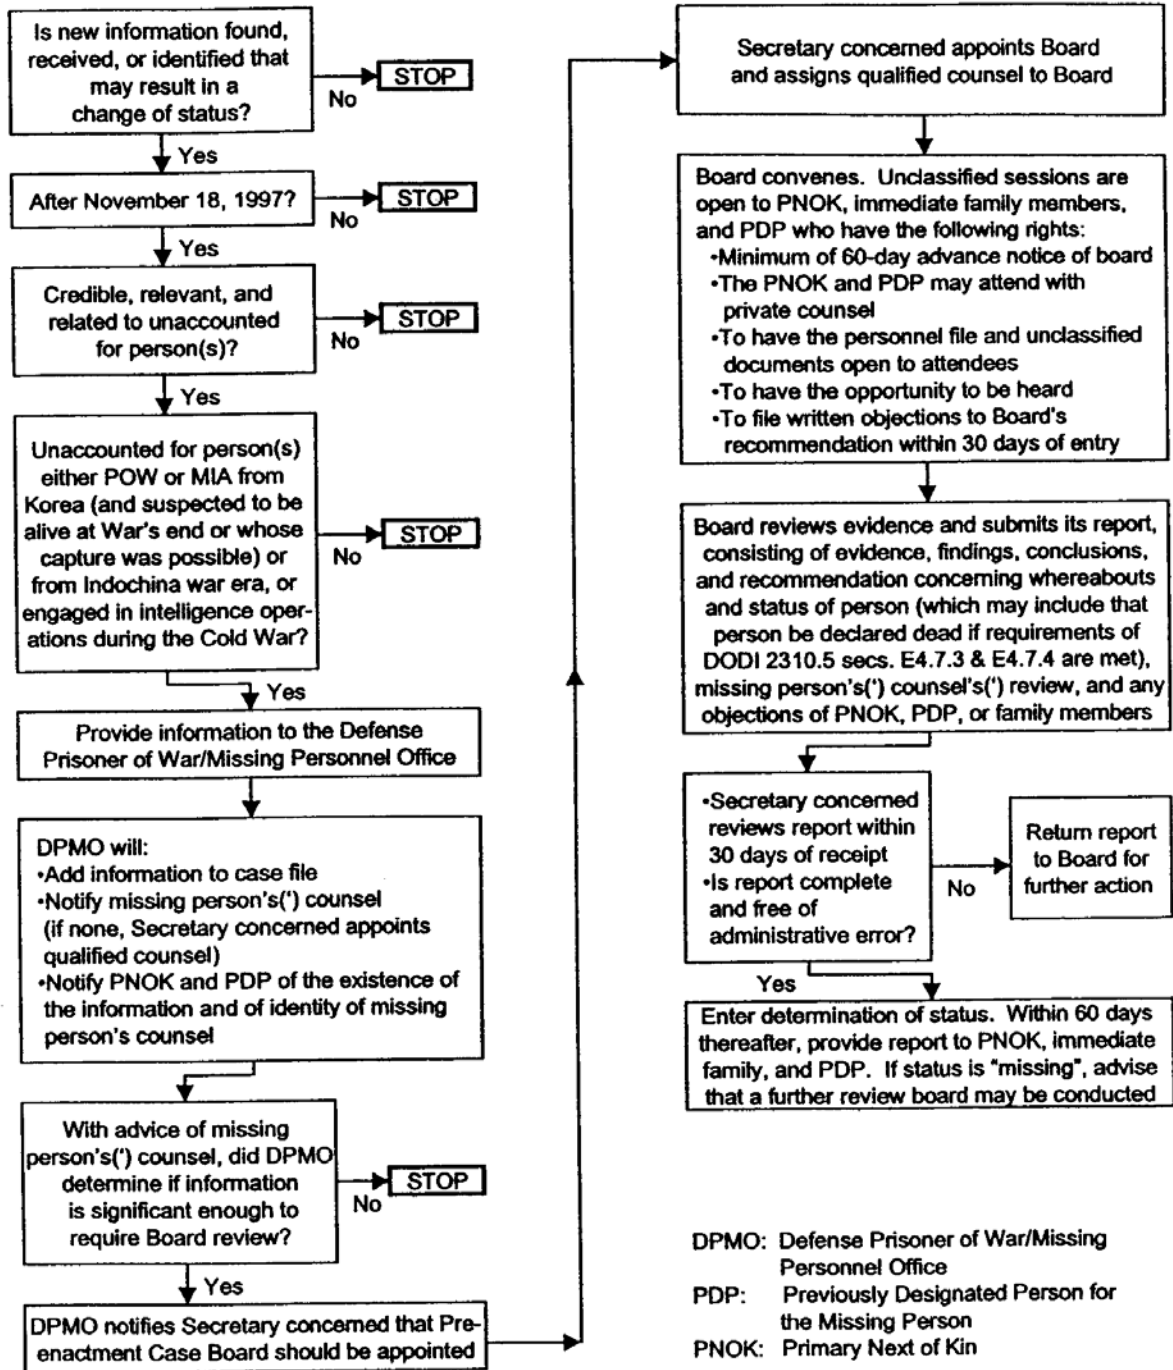 Is new information found,
received, or identified that
may result in a
change of status?
No
STOP
Yes
After November 18, 1997?
No
STOP
Yes
Credible, relevant, and
related to unaccounted
for person(s)?
No
STOP
Yes
Unaccounted for person(s)
either POW or MIA from
Korea (and suspected to be
alive at War's end or whose
capture was possible) or
from Indochina war era, or
engaged in intelligence oper-
ations during the Cold War?
No
STOP
Yes
Provide information to the Defense
Prisoner of War/Missing Personnel Office
DPMO will:
•Add information to case file
•Notify missing person's(') counsel
(if none, Secretary concerned appoints
qualified counsel)
•Notify PNOK and PDP of the existence of
the information and of identity of missing
person's counsel
With advice of missing
person's(') counsel, did DPMO
determine if information
is significant enough to
require Board review?
No
STOP
Yes
DPMO notifies Secretary concerned that Pre-
enactment Case Board should be appointed
Secretary concerned appoints Board
and assigns qualified counsel to Board
Board convenes. Unclassified sessions are
open to PNOK, immediate family members,
and PDP who have the following rights:
•Minimum of 60-day advance notice of board
•The PNOK and PDP may attend with
private counsel
•To have the personnel file and unclassified
documents open to attendees
•To have the opportunity to be heard
•To file written objections to Board's
recommendation within 30 days of entry
Board reviews evidence and submits its report,
consisting of evidence, findings, conclusions,
and recommendation concerning whereabouts
and status of person (which may include that
person be declared dead if requirements of
DODI 2310.5 secs. E4.7.3 & E4.7.4 are met),
missing person's(') counsel's(') review, and any
objections of PNOK, PDP, or family members
•Secretary concerned
reviews report within
30 days of receipt
•Is report complete
and free of
administrative error?
No
Return report
to Board for
further action
Yes
Enter determination of status. Within 60 days
thereafter, provide report to PNOK, immediate
family, and PDP. If status is "missing", advise
that a further review board may be conducted
DPMO: Defense Prisoner of War/Missing
Personnel Office
PDP: Previously Designated Person for
the Missing Person
PNOK: Primary Next of Kin